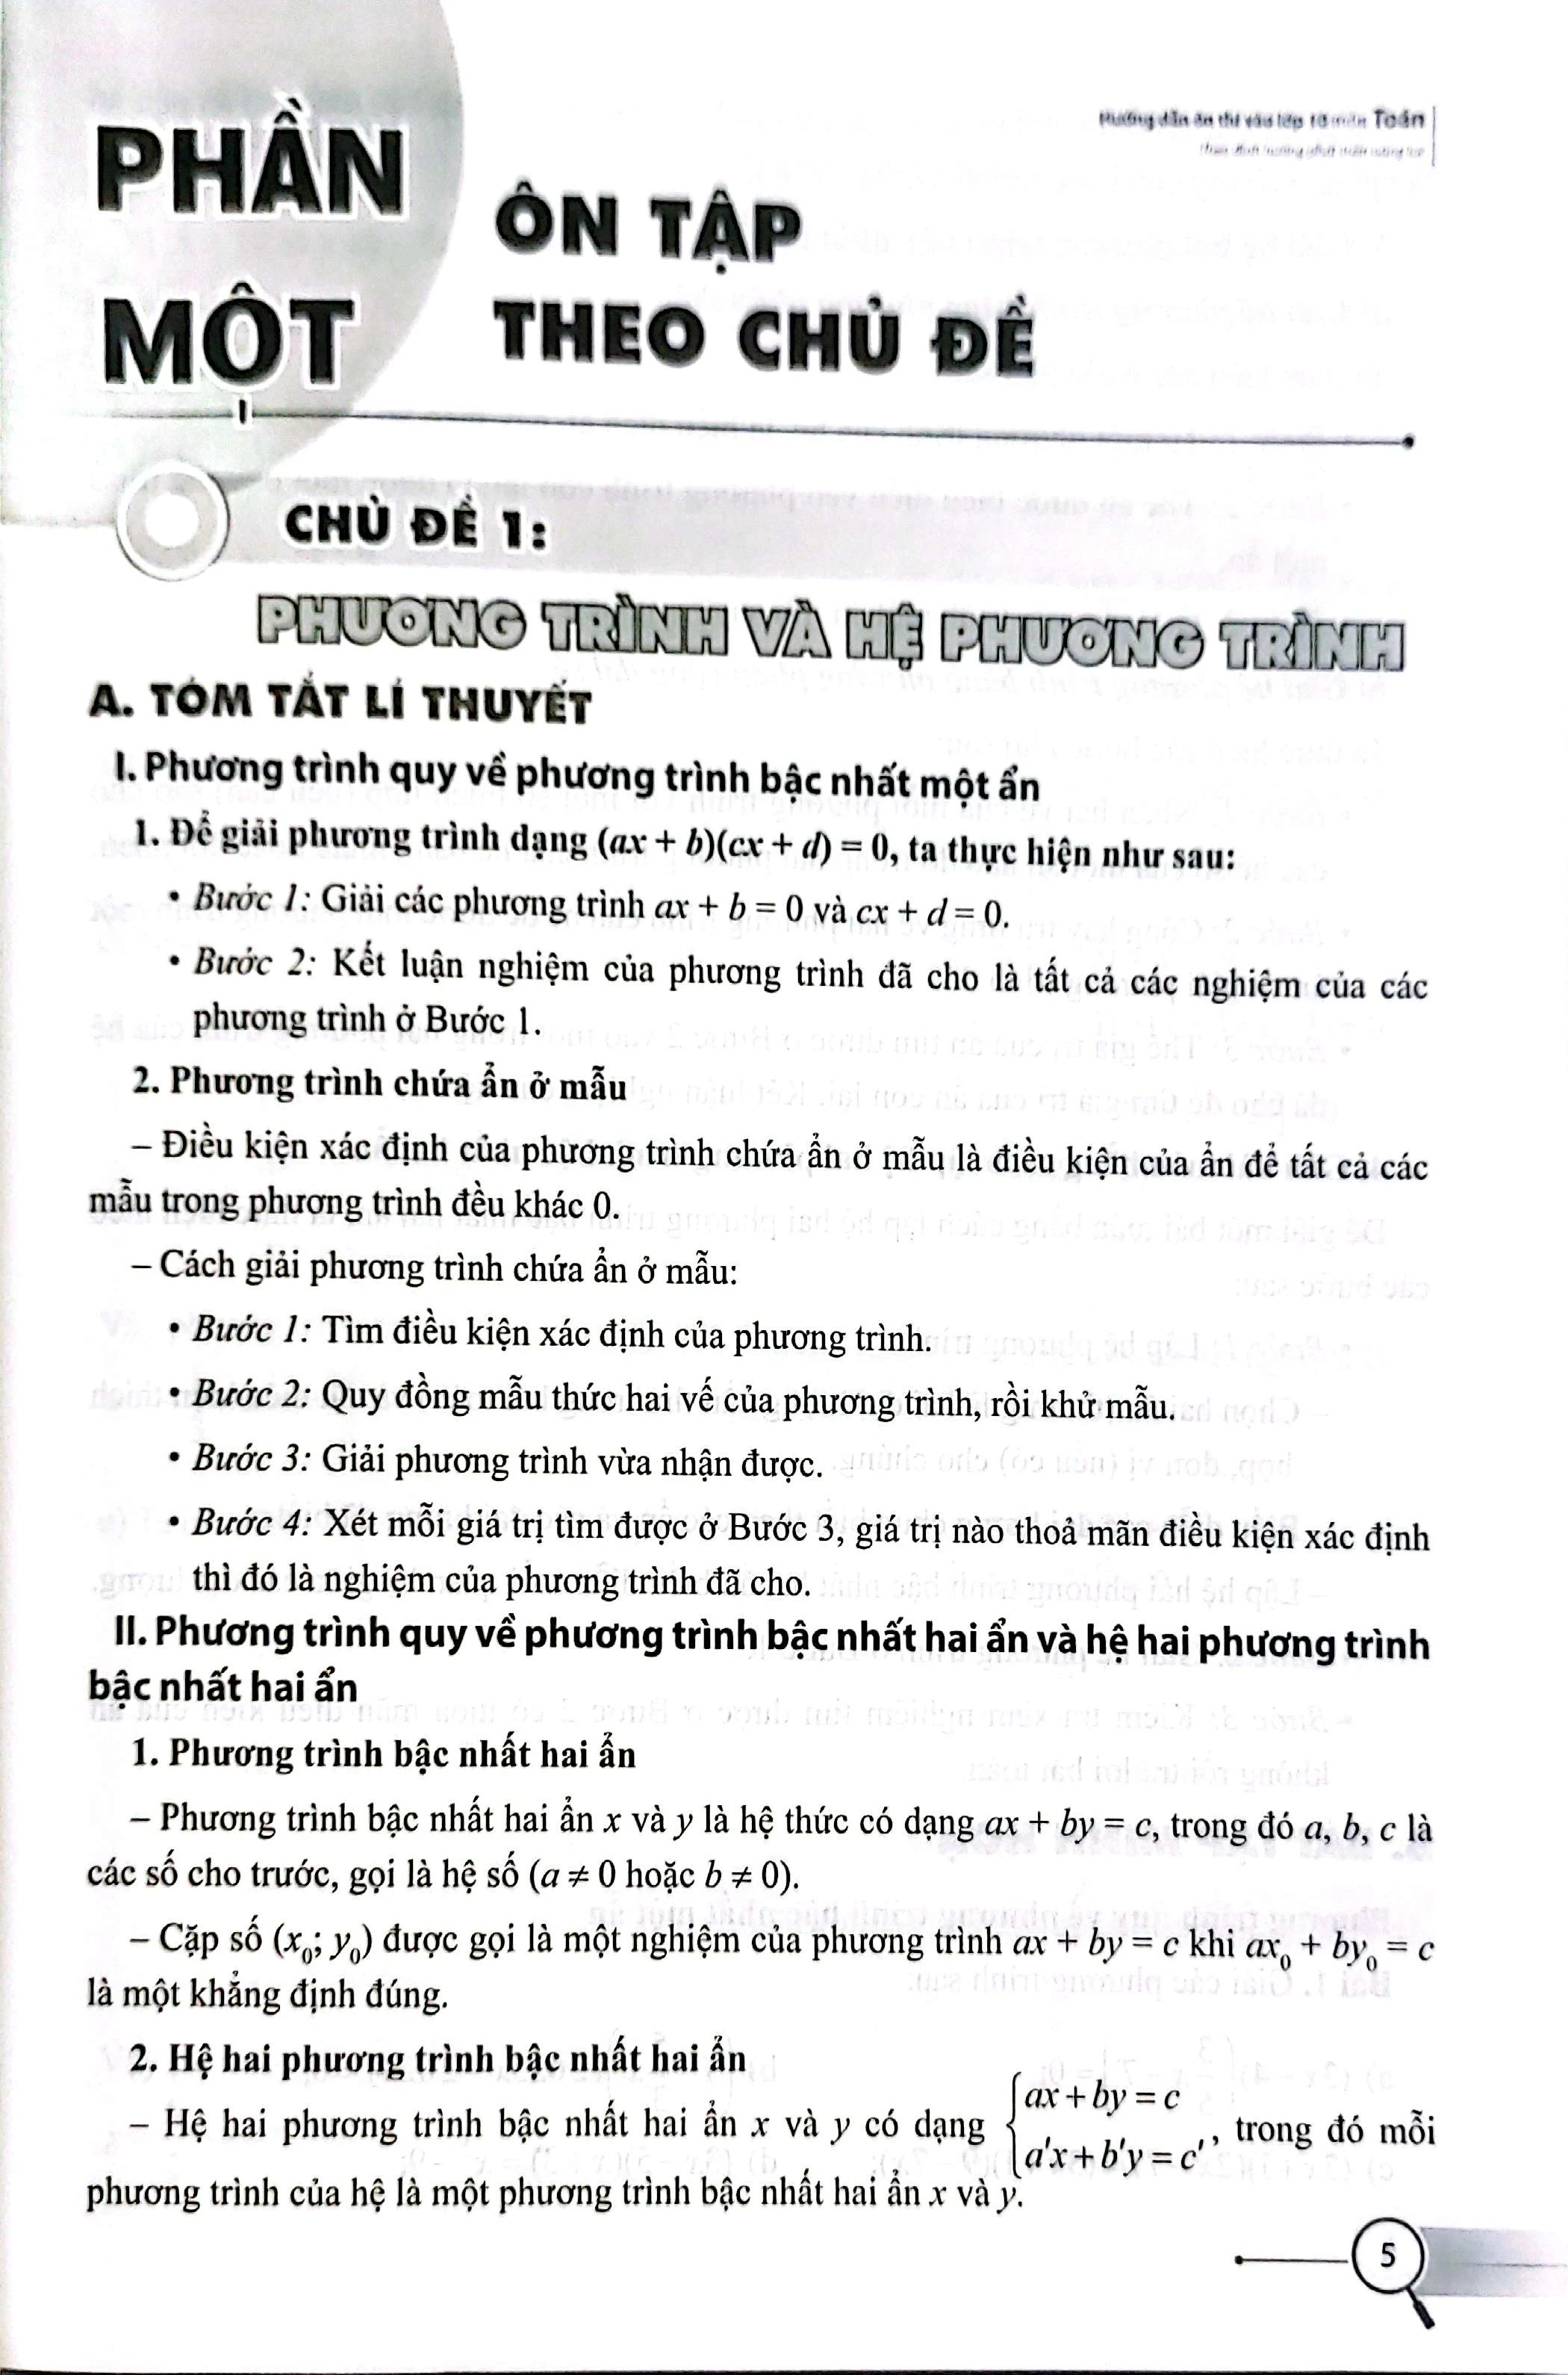 Hướng dẫn ôn thi vào lớp 10 môn Toán
PHẦN
MỘT
ÔN TẬP
THEO CHỦ ĐỀ
CHỦ ĐỀ 1:
PHƯƠNG TRÌNH VÀ HỆ PHƯƠNG TRÌNH
A. TÓM TẮT LÍ THUYẾT
I. Phương trình quy về phương trình bậc nhất một ẩn
1. Để giải phương trình dạng (ax + b)(cx + d) = 0, ta thực hiện như sau:
• Bước 1: Giải các phương trình ax + b = 0 và cx + d = 0.
• Bước 2: Kết luận nghiệm của phương trình đã cho là tất cả các nghiệm của các
phương trình ở Bước 1.
2. Phương trình chứa ẩn ở mẫu
– Điều kiện xác định của phương trình chứa ẩn ở mẫu là điều kiện của ẩn để tất cả các
mẫu trong phương trình đều khác 0.
– Cách giải phương trình chứa ẩn ở mẫu:
• Bước 1: Tìm điều kiện xác định của phương trình.
• Bước 2: Quy đồng mẫu thức hai vế của phương trình, rồi khử mẫu.
• Bước 3: Giải phương trình vừa nhận được.
• Bước 4: Xét mỗi giá trị tìm được ở Bước 3, giá trị nào thoả mãn điều kiện xác định
thì đó là nghiệm của phương trình đã cho.
II. Phương trình quy về phương trình bậc nhất hai ẩn và hệ hai phương trình
bậc nhất hai ẩn
1. Phương trình bậc nhất hai ẩn
– Phương trình bậc nhất hai ẩn x và y là hệ thức có dạng ax + by = c, trong đó a, b, c là
các số cho trước, gọi là hệ số (a ≠ 0 hoặc b ≠ 0).
– Cặp số (x₀; y₀) được gọi là một nghiệm của phương trình ax + by = c khi ax₀ + by₀ = c
là một khẳng định đúng.
2. Hệ hai phương trình bậc nhất hai ẩn
– Hệ hai phương trình bậc nhất hai ẩn x và y có dạng { ax + by = c
a'x + b'y = c' , trong đó mỗi
phương trình của hệ là một phương trình bậc nhất hai ẩn x và y.
5